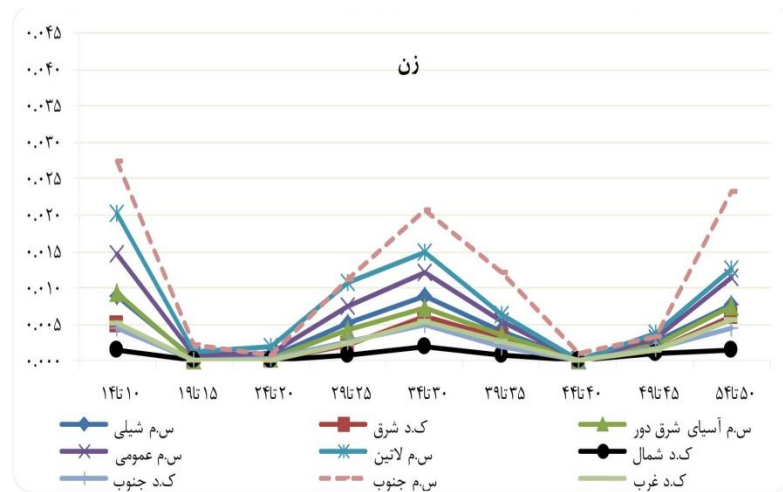 زن
۰.۰۴۵
۰.۰۴۰
۰.۰۳۵
۰.۰۳۰
۰.۰۲۵
۰.۰۲۰
۰.۰۱۵
۰.۰۱۰
۰.۰۰۵
۰.۰۰۰
۱۰تا۱۴ ۱۵تا۱۹ ۲۰تا۲۴ ۲۵تا۲۹ ۳۰تا۳۴ ۳۵تا۳۹ ۴۰تا۴۴ ۴۵تا۴۹ ۵۰تا۵۴
س.م شیلی ک.د شرق س.م آسیای شرق دور
س.م عمومی س.م لاتین ک.د شمال
ک.د جنوب س.م جنوب ک.د غرب